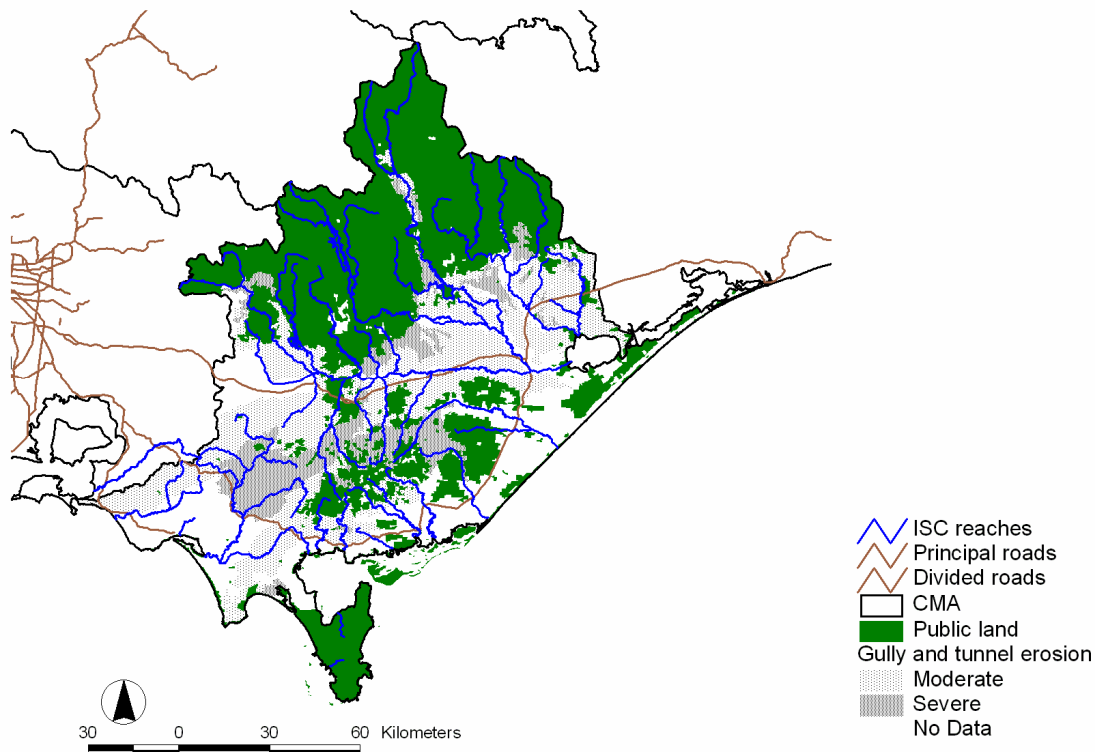 ISC reaches
Principal roads
Divided roads
CMA
Public land
Gully and tunnel erosion
Moderate
Severe
No Data
30 0 30 60 Kilometers